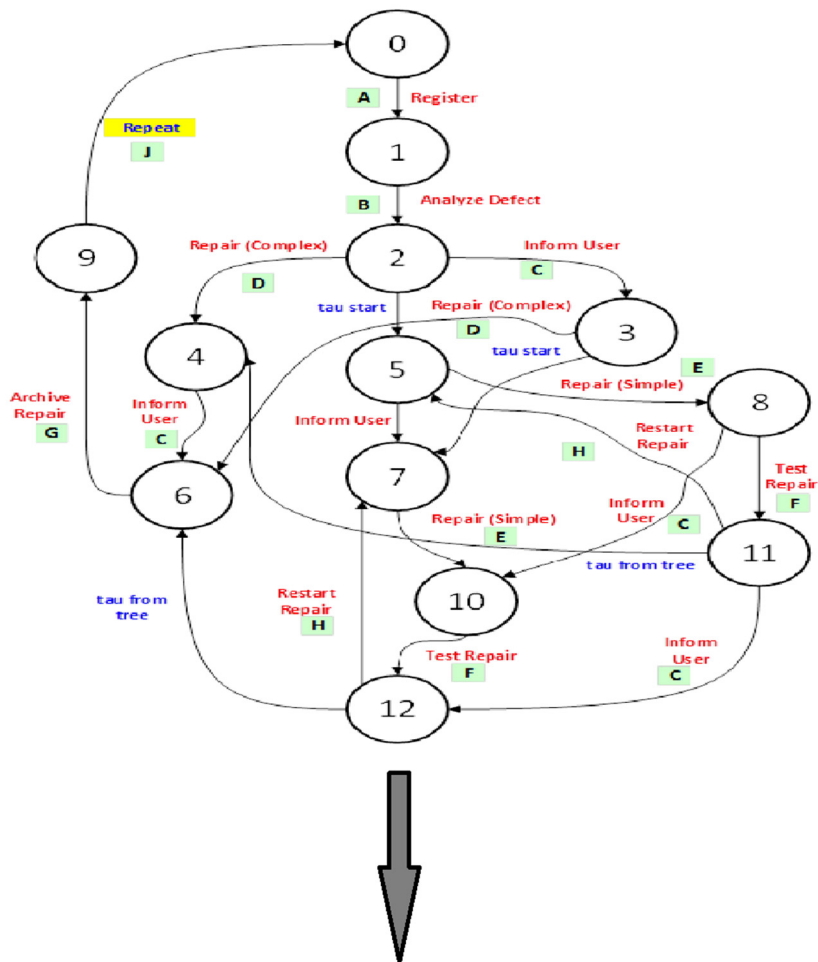 0
A Register
Repeat
J
1
B Analyze Defect
Repair (Complex)
Inform User
9
2
D
C
tau start
Repair (Complex)
D
3
4
tau start
5
E
Repair (Simple)
8
Archive
Repair
G
Inform
User
C
Inform User
Restart
Repair
H
Test
Repair
F
6
7
Inform
User
C
Repair (Simple)
E
11
tau from tree
tau from
tree
Restart
Repair
H
10
Test Repair
F
Inform
User
C
12